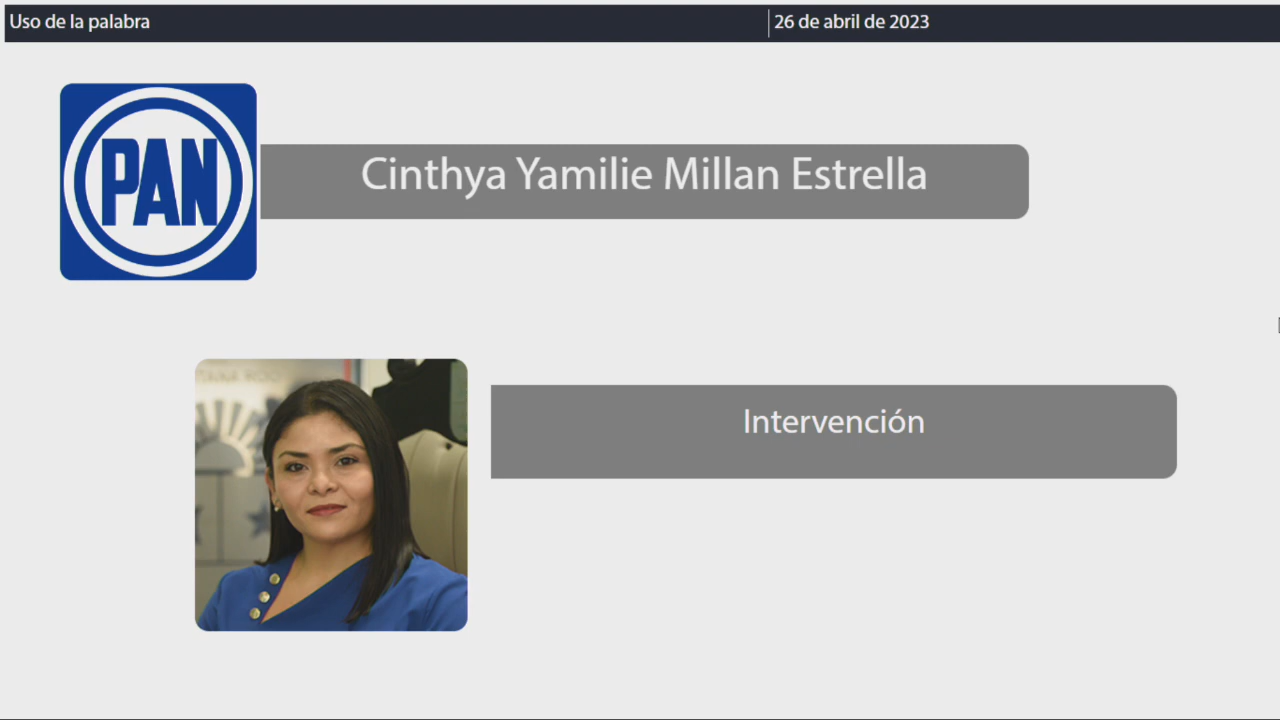 Uso de la palabra
26 de abril de 2023
PAN
Cinthya Yamilie Millan Estrella
Intervención